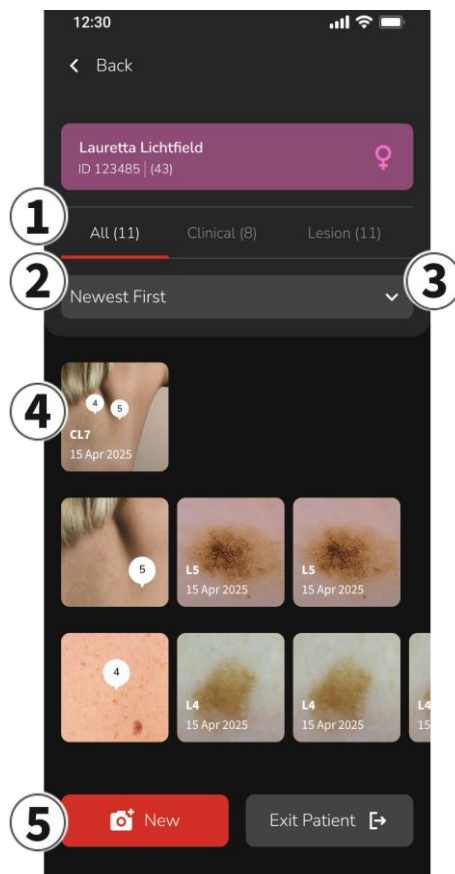 12:30
Back
Lauretta Lichtfield
ID 123485 | (43)
1
All (11) Clinical (8) Lesion (11)
2
Newest First
3
4
4 5
CL7
15 Apr 2025
5
L5
15 Apr 2025
L5
15 Apr 2025
4
L4
15 Apr 2025
L4
15 Apr 2025
L4
15
5
New
Exit Patient